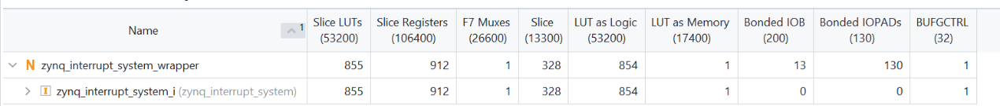 Name 1 Slice LUTs (53200) Slice Registers (106400) F7 Muxes (26600) Slice (13300) LUT as Logic (53200) LUT as Memory (17400) Bonded IOB (200) Bonded IOPADs (130) BUFGCTRL (32)
N zynq_interrupt_system_wrapper 855 912 1 328 854 1 13 130 1
I zynq_interrupt_system_i (zynq_interrupt_system) 855 912 1 328 854 1 0 0 1